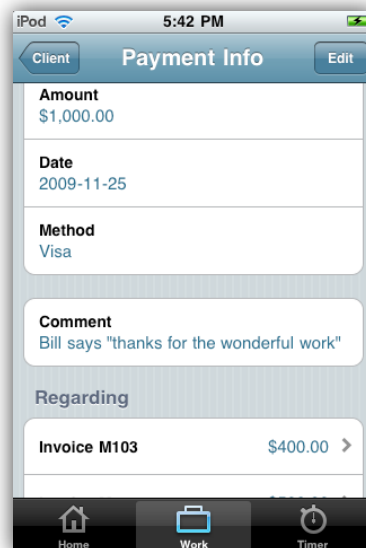 iPod 5:42 PM
Client Payment Info Edit
Amount
$1,000.00
Date
2009-11-25
Method
Visa
Comment
Bill says "thanks for the wonderful work"
Regarding
Invoice M103 $400.00
Home Work Timer